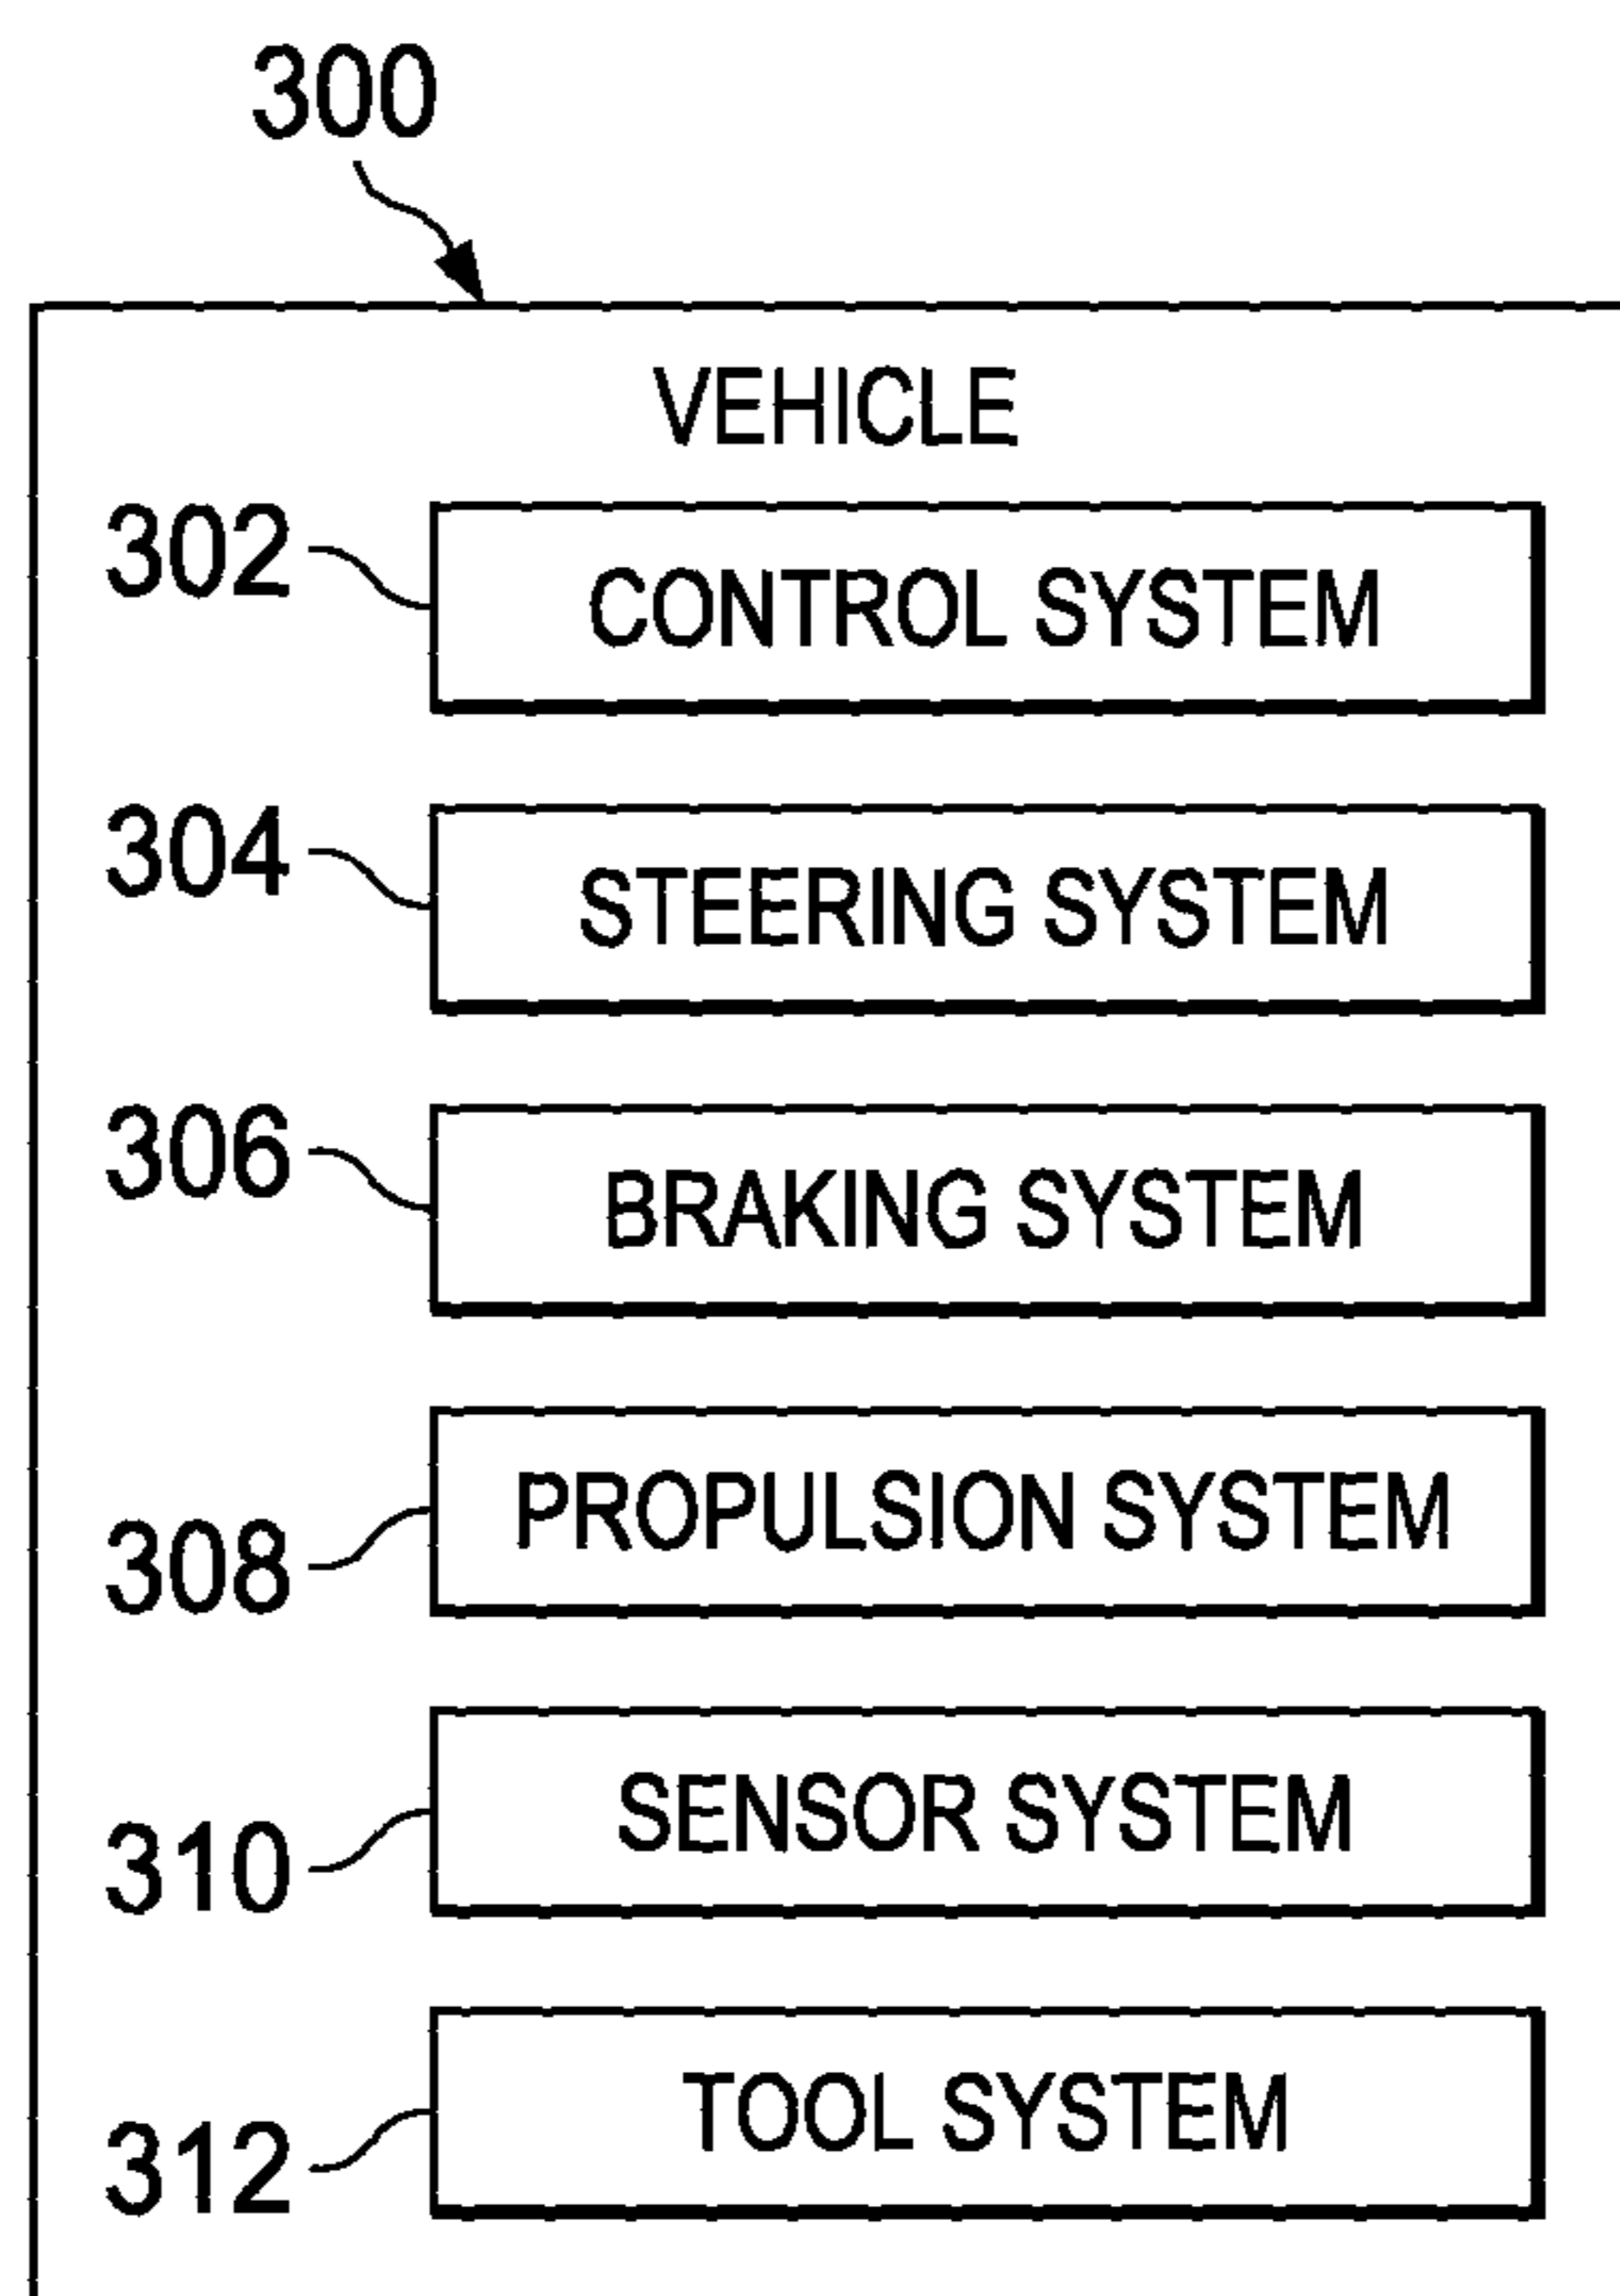 300
VEHICLE
302 CONTROL SYSTEM
304 STEERING SYSTEM
306 BRAKING SYSTEM
308 PROPULSION SYSTEM
310 SENSOR SYSTEM
312 TOOL SYSTEM